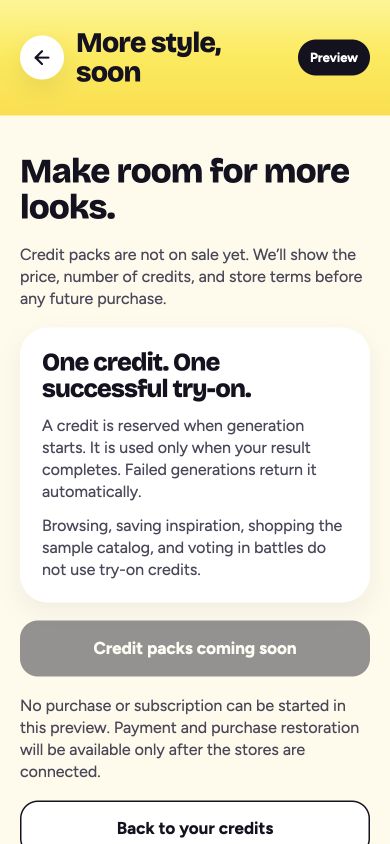 More style,
soon
Preview
Make room for more
looks.
Credit packs are not on sale yet. We’ll show the
price, number of credits, and store terms before
any future purchase.
One credit. One
successful try-on.
A credit is reserved when generation
starts. It is used only when your result
completes. Failed generations return it
automatically.
Browsing, saving inspiration, shopping the
sample catalog, and voting in battles do
not use try-on credits.
Credit packs coming soon
No purchase or subscription can be started in
this preview. Payment and purchase restoration
will be available only after the stores are
connected.
Back to your credits